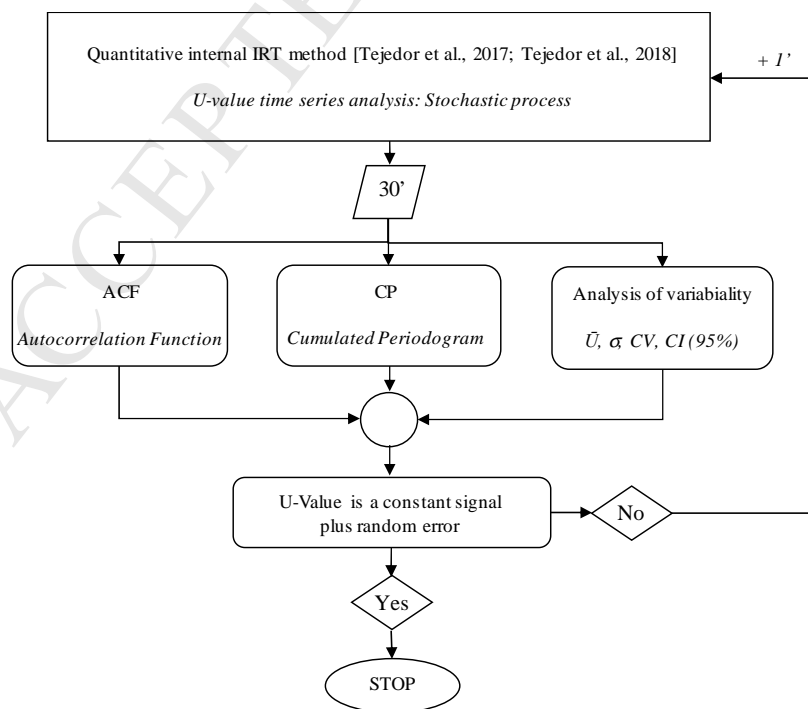 Quantitative internal IRT method [Tejedor et al., 2017; Tejedor et al., 2018]
U-value time series analysis: Stochastic process
+ 1’
30’
ACF
Autocorrelation Function
CP
Cumulated Periodogram
Analysis of variabiality
Ū, σ, CV, CI (95%)
U-Value is a constant signal
plus random error
No
Yes
STOP
ACCEPTE